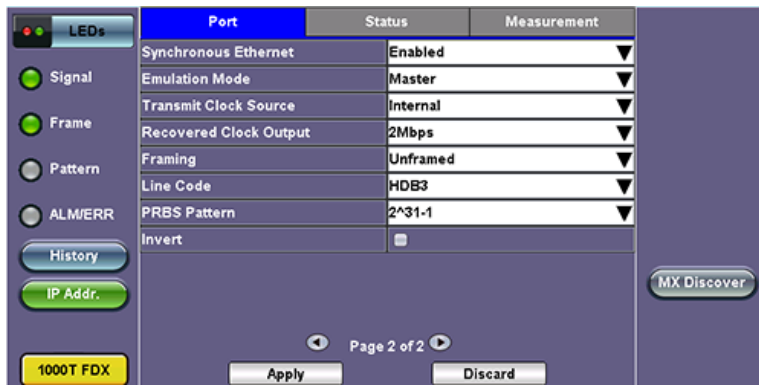 LEDs
Port Status Measurement
Synchronous Ethernet Enabled
Signal
Emulation Mode Master
Transmit Clock Source Internal
Frame
Recovered Clock Output 2Mbps
Framing Unframed
Pattern
Line Code HDB3
ALM/ERR
PRBS Pattern 2^31-1
Invert
History
IP Addr.
MX Discover
Page 2 of 2
1000T FDX
Apply Discard